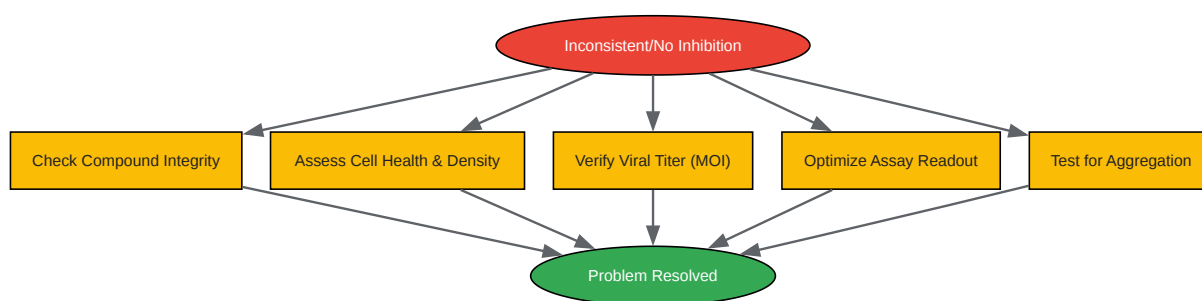 Inconsistent/No Inhibition
Check Compound Integrity
Assess Cell Health & Density
Verify Viral Titer (MOI)
Optimize Assay Readout
Test for Aggregation
Problem Resolved